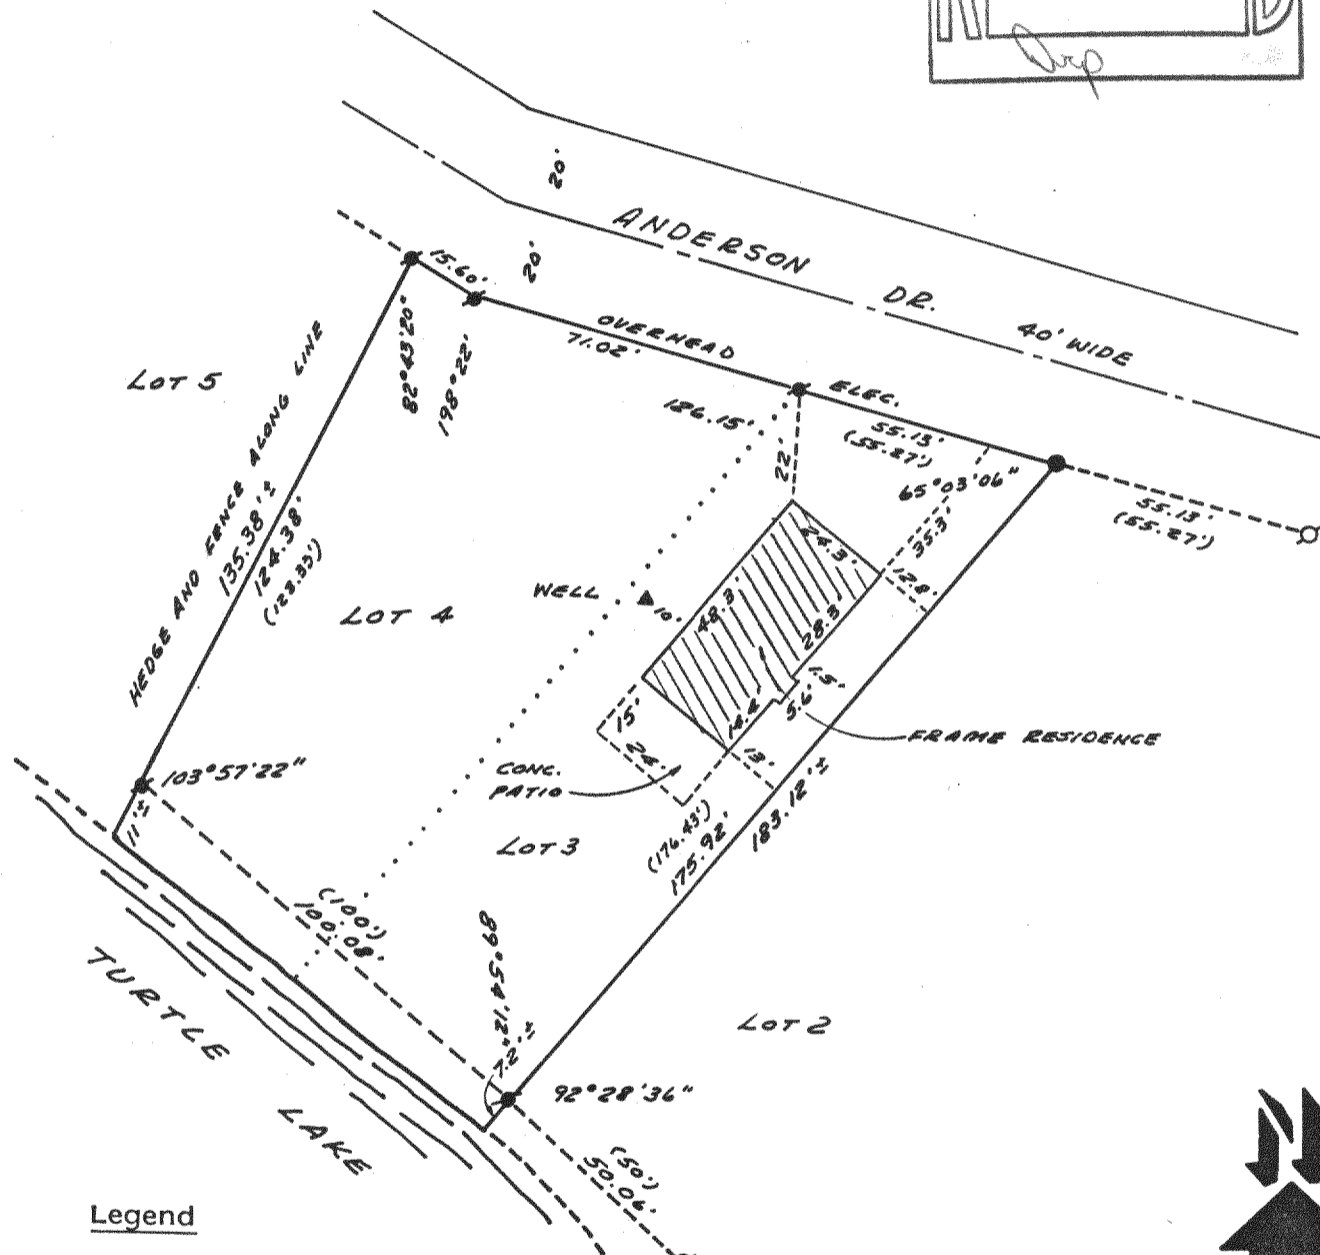 20'
ANDERSON
DR.
40' WIDE
20'
15.60'
OVERHEAD
71.02'
ELEC.
82°43'20"
198°22'
LOT 5
126.15'
55.13'
(55.27')
22'
65°03'06"
55.13'
(55.27')
HEDGE AND FENCE ALONG LINE
135.38'±
124.38'
(123.33')
24.3'
35.3'
12.8'
WELL
10'
48.3'
28.3'
LOT 4
1.5'
5.6'
14.4'
15'
24'
13'
FRAME RESIDENCE
CONC.
PATIO
103°57'22"
11'±
LOT 3
(176.43')
175.92'
183.12'±
(100')
100.08'
89°54'12"
7.2'±
TURTLE
LAKE
LOT 2
92°28'36"
(50')
50.06'
Legend
N